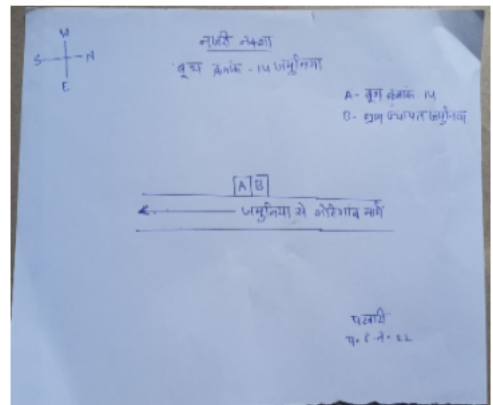 W
S N
E
नजरी नक्शा
बूथ क्रमांक - 14 जमुनिया
A - बूथ क्रमांक 14
B - ग्राम पंचायत जमुनिया
A B
जमुनिया से मार्ग
पटवारी